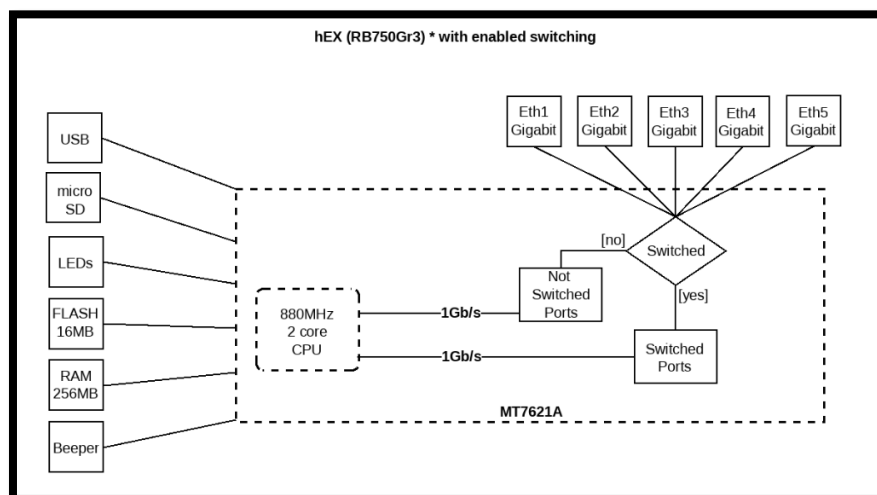 hEX (RB750Gr3) * with enabled switching
Eth1
Gigabit
Eth2
Gigabit
Eth3
Gigabit
Eth4
Gigabit
Eth5
Gigabit
USB
micro
SD
LEDs
FLASH
16MB
RAM
256MB
Beeper
[no]
Switched
[yes]
Not
Switched
Ports
880MHz
2 core
CPU
1Gb/s
1Gb/s
Switched
Ports
MT7621A